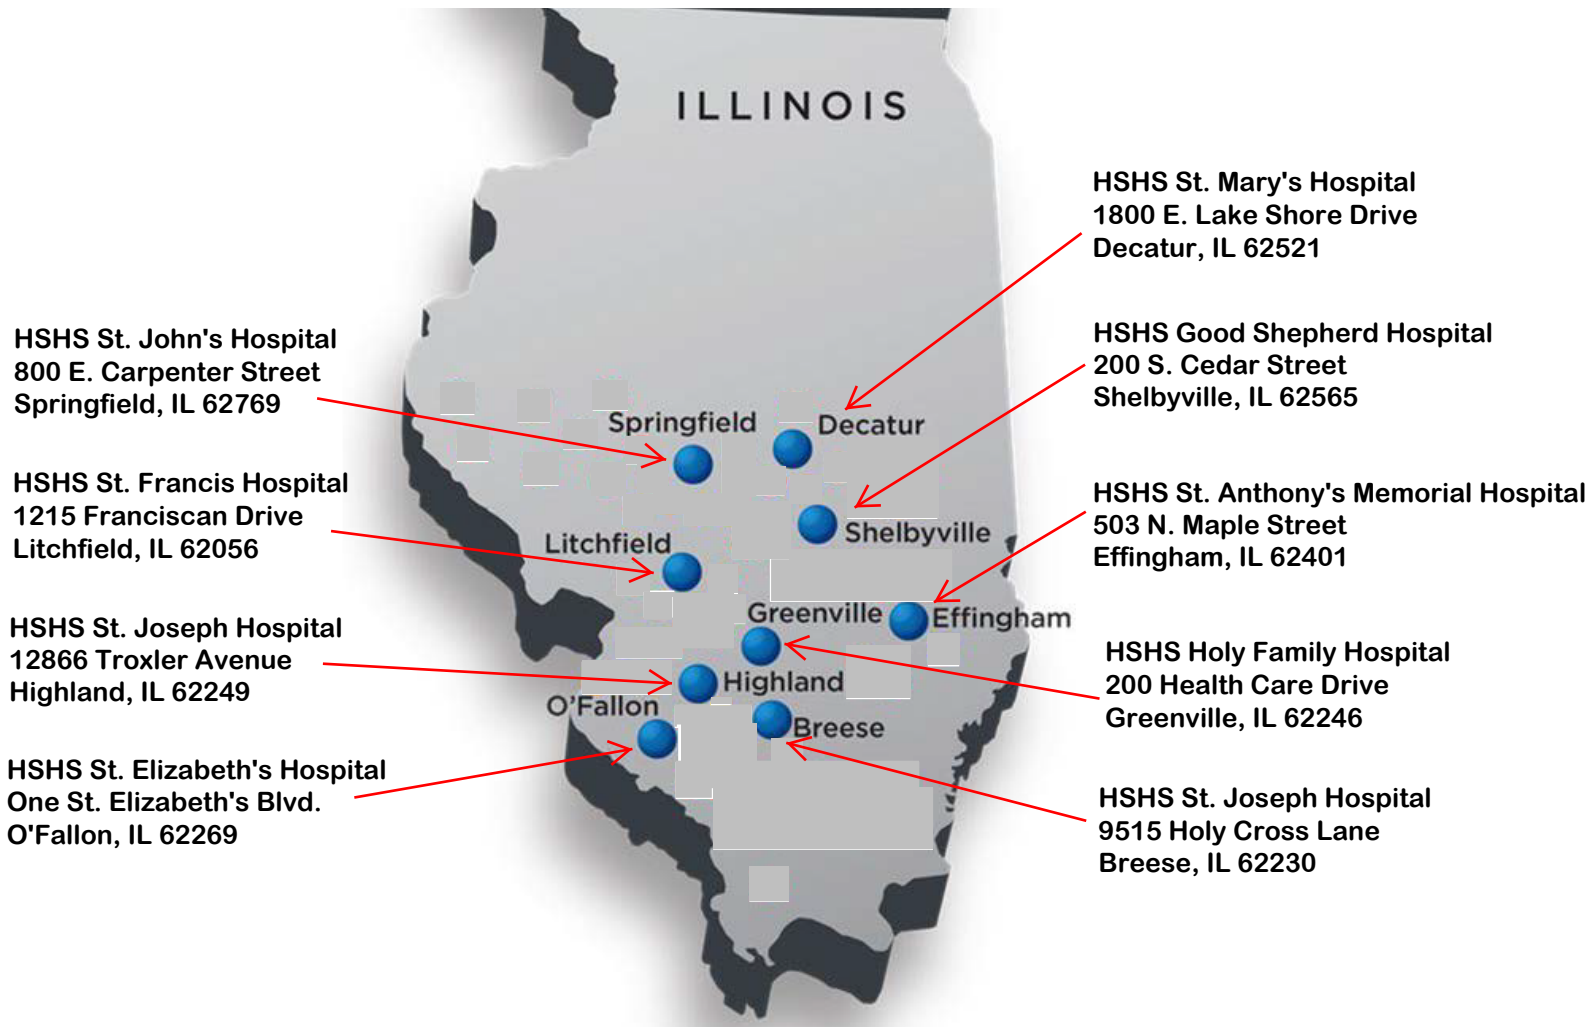 ILLINOIS
HSHS St. Mary's Hospital
1800 E. Lake Shore Drive
Decatur, IL 62521
HSHS Good Shepherd Hospital
200 S. Cedar Street
Shelbyville, IL 62565
HSHS St. John's Hospital
800 E. Carpenter Street
Springfield, IL 62769
Springfield
Decatur
HSHS St. Francis Hospital
1215 Franciscan Drive
Litchfield, IL 62056
HSHS St. Anthony's Memorial Hospital
503 N. Maple Street
Effingham, IL 62401
Shelbyville
Litchfield
Greenville
Effingham
HSHS St. Joseph Hospital
12866 Troxler Avenue
Highland, IL 62249
HSHS Holy Family Hospital
200 Health Care Drive
Greenville, IL 62246
Highland
O'Fallon
Breese
HSHS St. Elizabeth's Hospital
One St. Elizabeth's Blvd.
O'Fallon, IL 62269
HSHS St. Joseph Hospital
9515 Holy Cross Lane
Breese, IL 62230